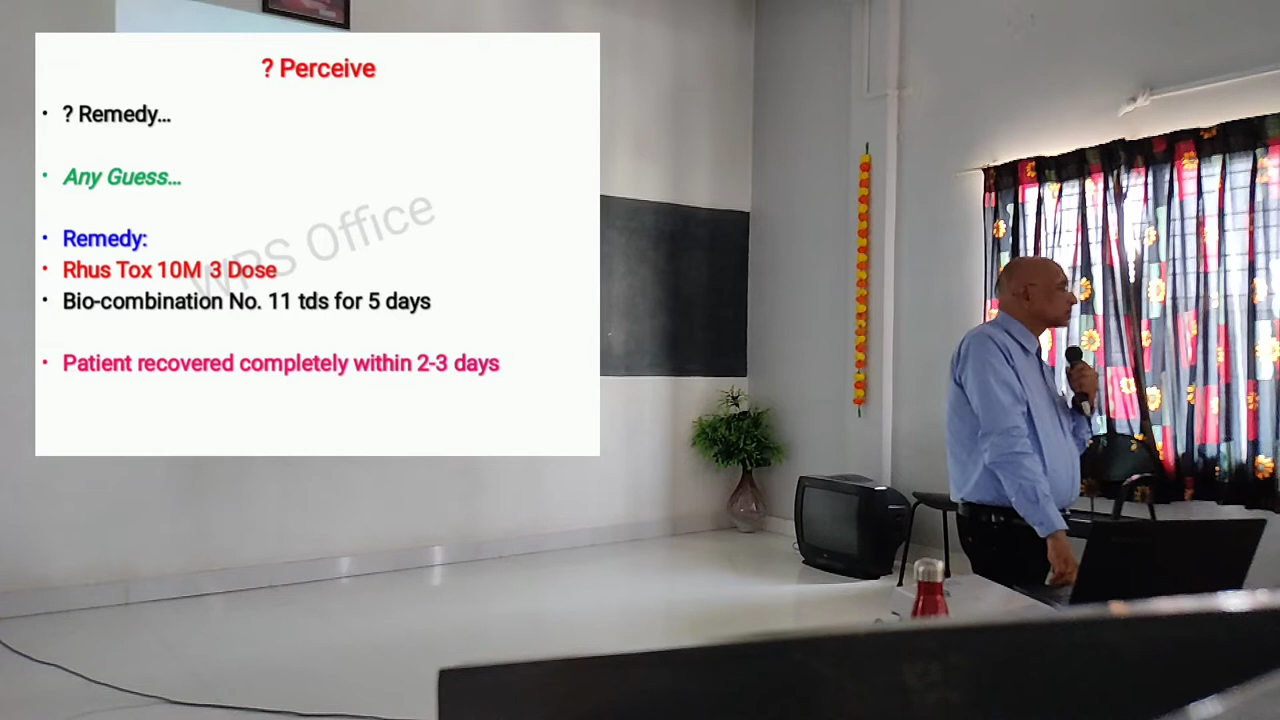 ? Perceive
• ? Remedy...
• Any Guess...
• Remedy:
• Rhus Tox 10M 3 Dose
• Bio-combination No. 11 tds for 5 days
• Patient recovered completely within 2-3 days
WPS Office